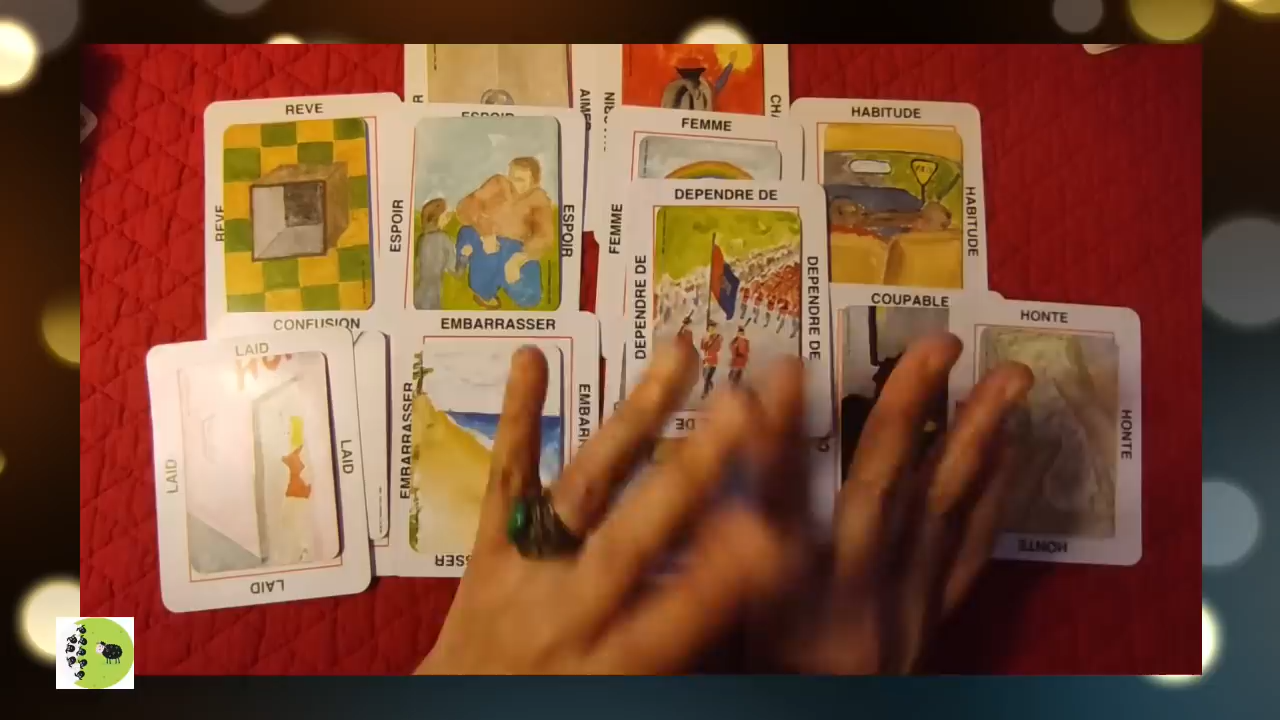 REVE
REVE
ESPOIR
ESPOIR
ESPOIR
FEMME
FEMME
HABITUDE
HABITUDE
DEPENDRE DE
DEPENDRE DE
DEPENDRE DE
DE
CONFUSION
LAID
LAID
LAID
LAID
EMBARRASSER
EMBARRASSER
COUPABLE
HONTE
HONTE
HONTE